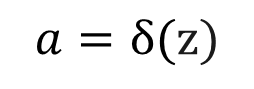 a = δ(z)